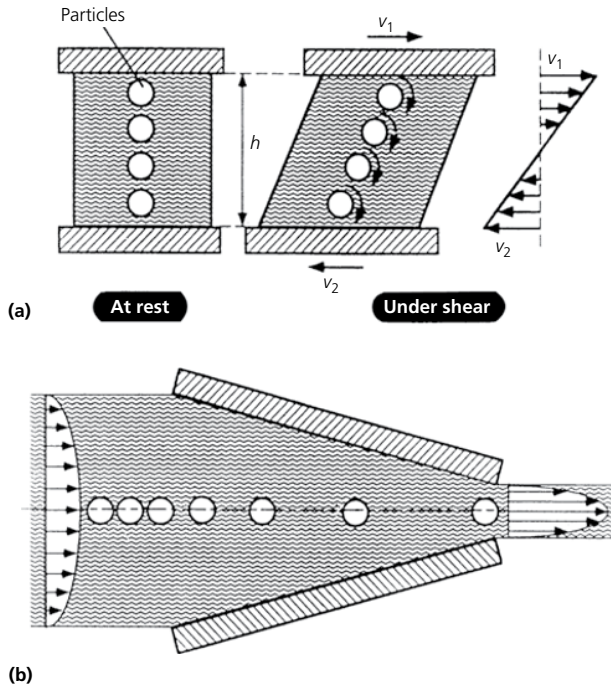 Particles
v1
v1
h
v2
v2
(a)
At rest
Under shear
(b)